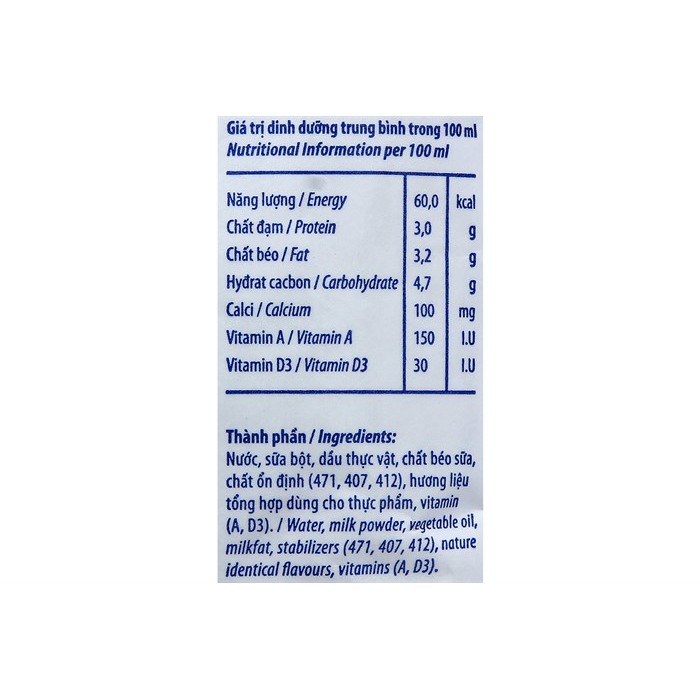 Giá trị dinh dưỡng trung bình trong 100 ml
Nutritional Information per 100 ml
Năng lượng / Energy 60,0 kcal
Chất đạm / Protein 3,0 g
Chất béo / Fat 3,2 g
Hyđrat cacbon / Carbohydrate 4,7 g
Calci / Calcium 100 mg
Vitamin A / Vitamin A 150 I.U
Vitamin D3 / Vitamin D3 30 I.U
Thành phần / Ingredients:
Nước, sữa bột, dầu thực vật, chất béo sữa,
chất ổn định (471, 407, 412), hương liệu
tổng hợp dùng cho thực phẩm, vitamin
(A, D3). / Water, milk powder, vegetable oil,
milkfat, stabilizers (471, 407, 412), nature
identical flavours, vitamins (A, D3).